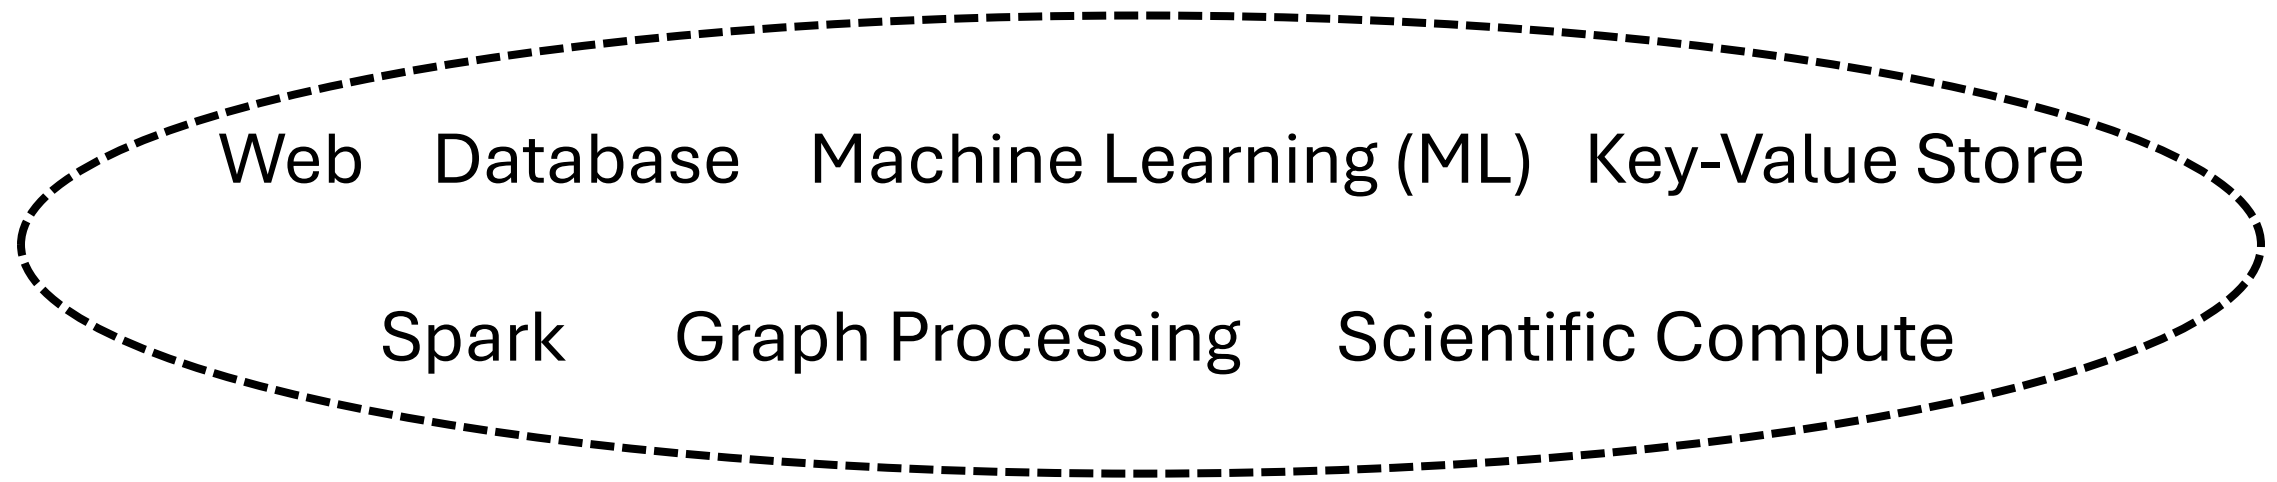 Web Database Machine Learning (ML) Key-Value Store
Spark Graph Processing Scientific Compute